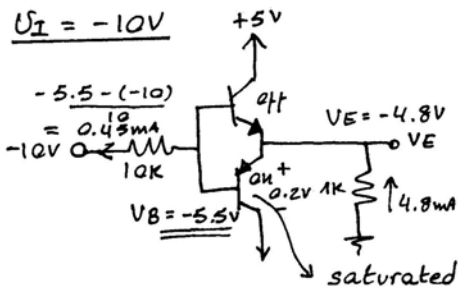 UI = -10V
+5V
-5.5 - (-10)
10
= 0.45mA
off
VE = -4.8V
-10V
VE
10K
on +
0.2V
-
1K
4.8mA
VB = -5.5V
saturated